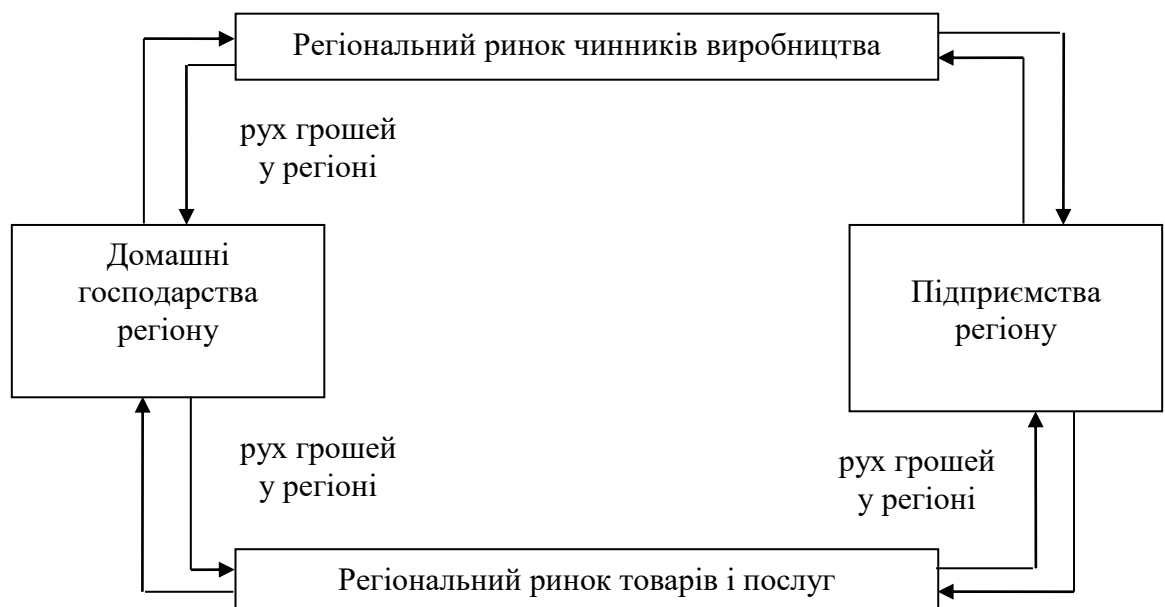 Регіональний ринок чинників виробництва
рух грошей
у регіоні
Домашні
господарства
регіону
Підприємства
регіону
рух грошей
у регіоні
рух грошей
у регіоні
Регіональний ринок товарів і послуг